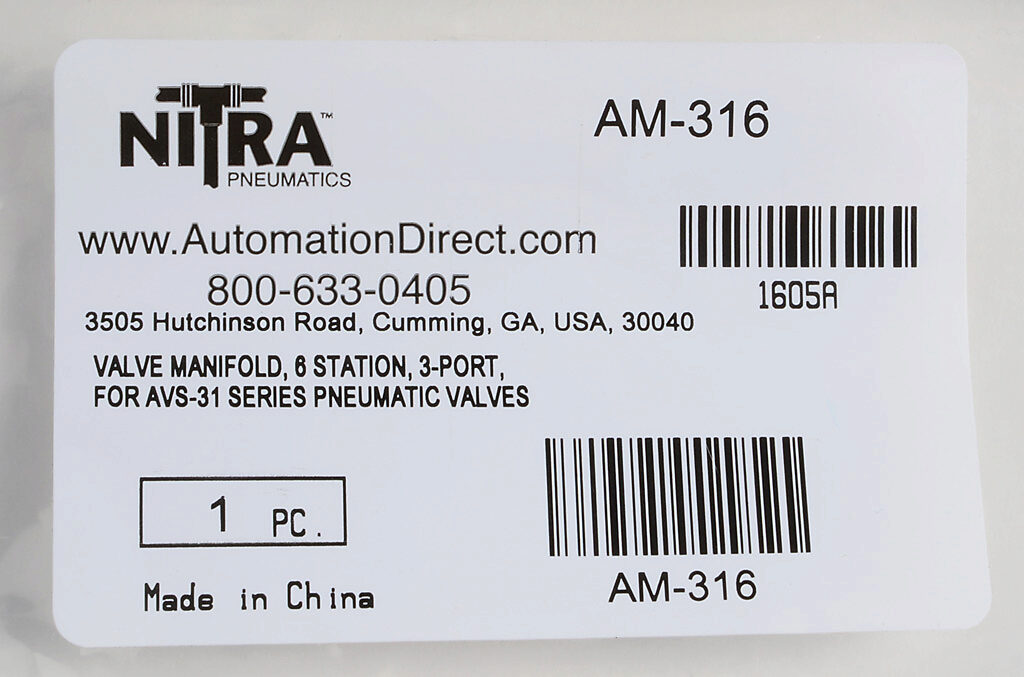 NITRA™
PNEUMATICS
AM-316
www.AutomationDirect.com
800-633-0405
1605A
3505 Hutchinson Road, Cumming, GA, USA, 30040
VALVE MANIFOLD, 6 STATION, 3-PORT,
FOR AVS-31 SERIES PNEUMATIC VALVES
1 PC.
AM-316
Made in China